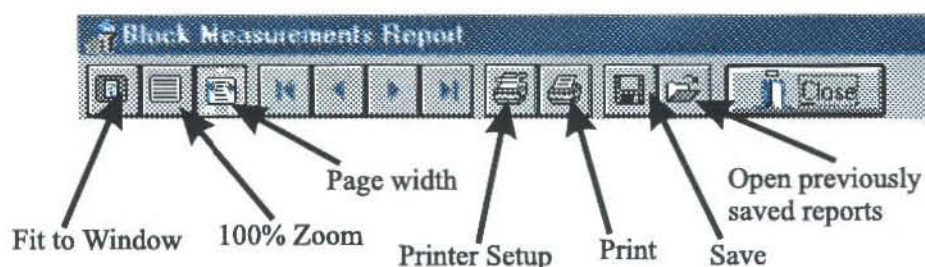 Block Measurements Report
Close
Page width
Open previously
saved reports
Fit to Window
100% Zoom
Printer Setup
Print
Save